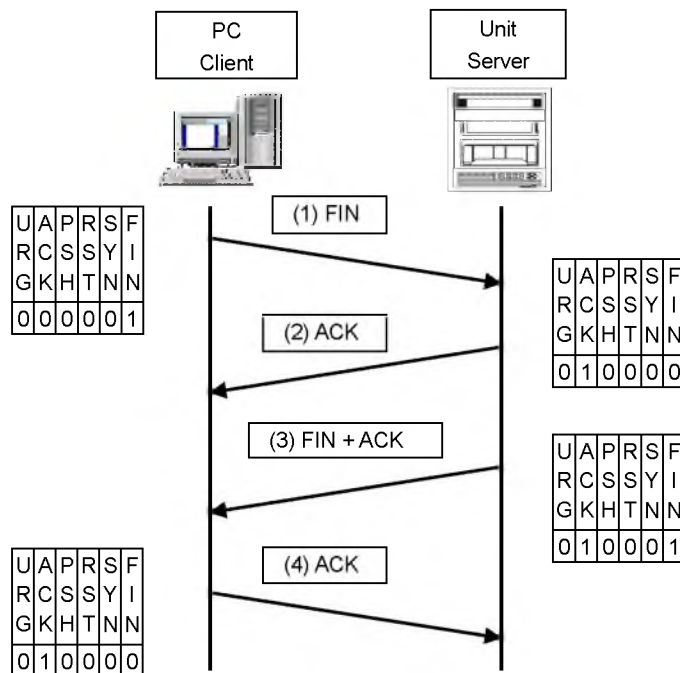 PC
Client
Unit
Server
(1) FIN
U A P R S F
R C S S Y I
G K H T N N
0 0 0 0 0 1
U A P R S F
R C S S Y I
G K H T N N
0 1 0 0 0 0
(2) ACK
(3) FIN + ACK
U A P R S F
R C S S Y I
G K H T N N
0 1 0 0 0 1
(4) ACK
U A P R S F
R C S S Y I
G K H T N N
0 1 0 0 0 0